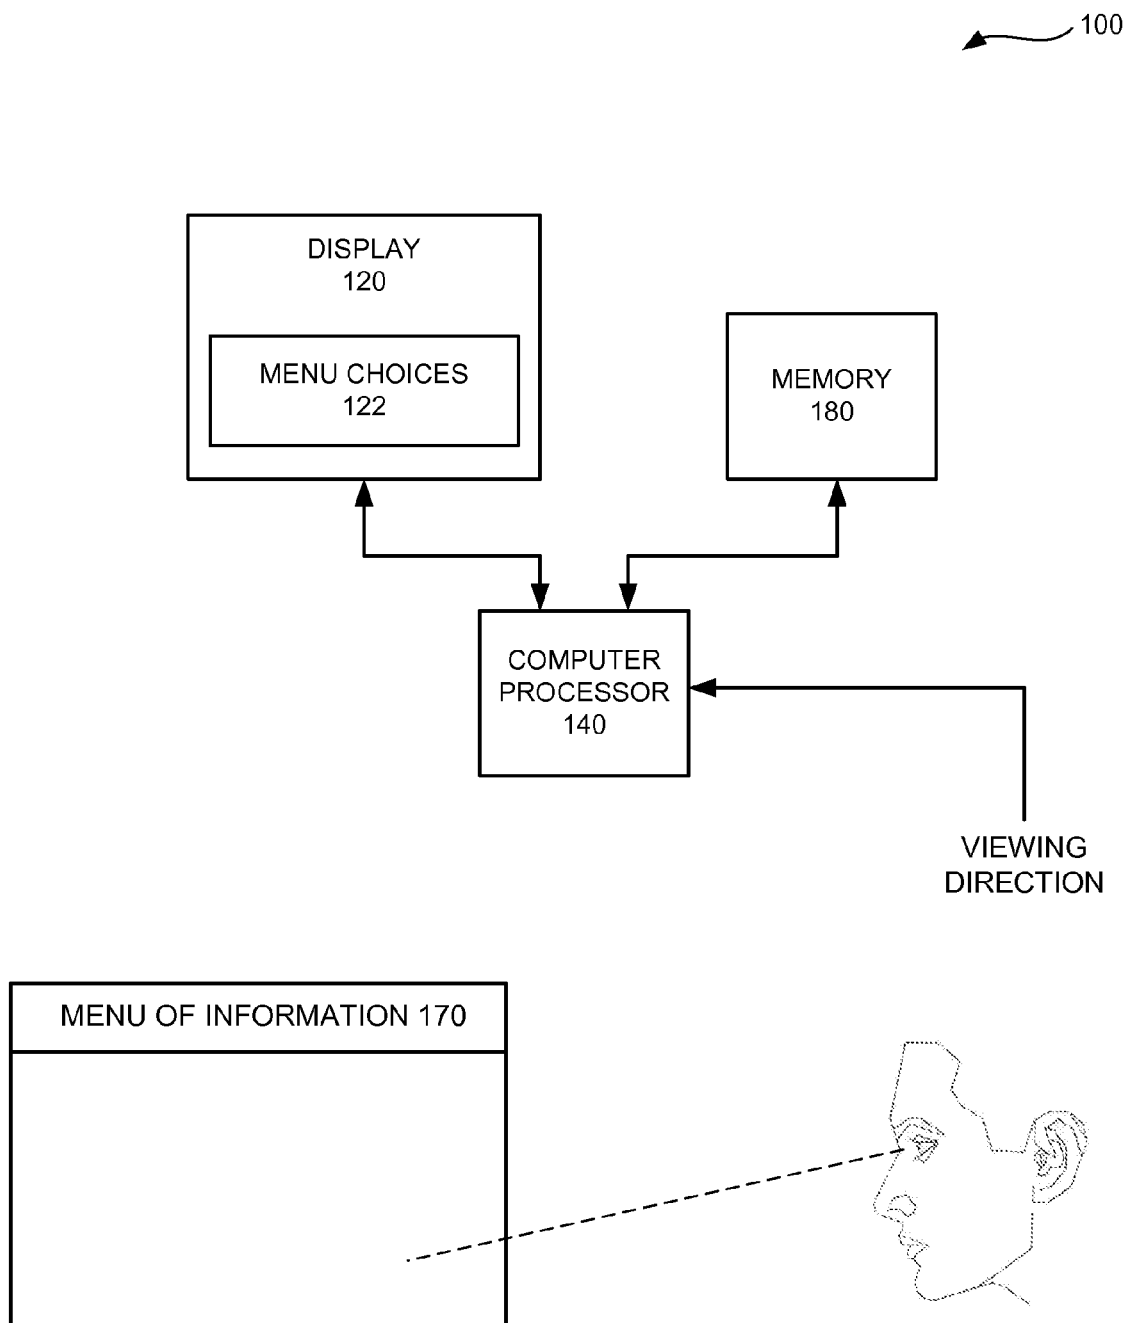 100
DISPLAY
120
MENU CHOICES
122
MEMORY
180
COMPUTER
PROCESSOR
140
VIEWING
DIRECTION
MENU OF INFORMATION 170